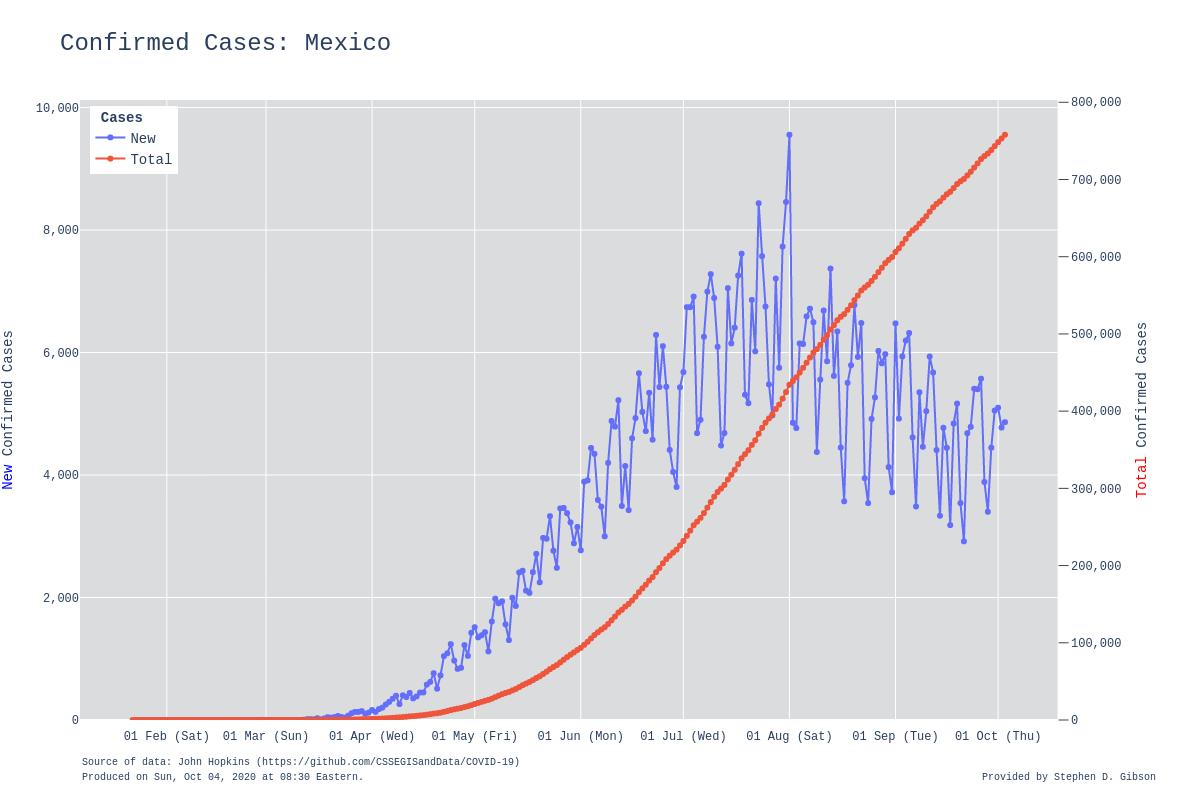 Confirmed Cases: Mexico
Cases
New
Total
10,000
8,000
6,000
4,000
2,000
0
New Confirmed Cases
800,000
700,000
600,000
500,000
400,000
300,000
200,000
100,000
0
Total Confirmed Cases
01 Feb (Sat) 01 Mar (Sun) 01 Apr (Wed) 01 May (Fri) 01 Jun (Mon) 01 Jul (Wed) 01 Aug (Sat) 01 Sep (Tue) 01 Oct (Thu)
Source of data: John Hopkins (https://github.com/CSSEGISandData/COVID-19)
Produced on Sun, Oct 04, 2020 at 08:30 Eastern.
Provided by Stephen D. Gibson